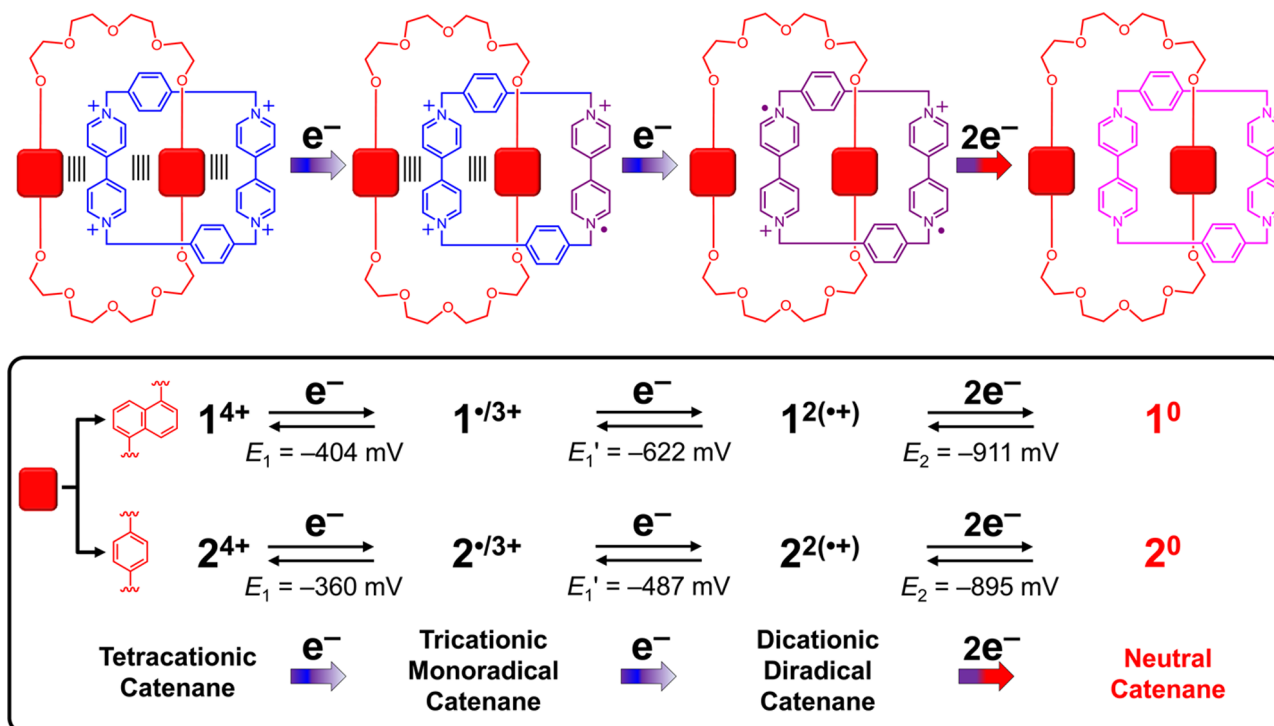 e⁻ e⁻ 2e⁻
O O O O O O O O
O O O O O O O O
+N N+ +N N+• •N N+ N N
+N N+ +N N• +N N• N N
O O O O O O O O
O O O O O O O O O O O O
e⁻ e⁻ 2e⁻
1⁴⁺ 1•/³⁺ 1²⁽•⁺⁾ 1⁰
E₁ = –404 mV E₁' = –622 mV E₂ = –911 mV
e⁻ e⁻ 2e⁻
2⁴⁺ 2•/³⁺ 2²⁽•⁺⁾ 2⁰
E₁ = –360 mV E₁' = –487 mV E₂ = –895 mV
e⁻ e⁻ 2e⁻
Tetracationic Tricationic Dicationic Neutral
Catenane Monoradical Diradical Catenane
Catenane Catenane